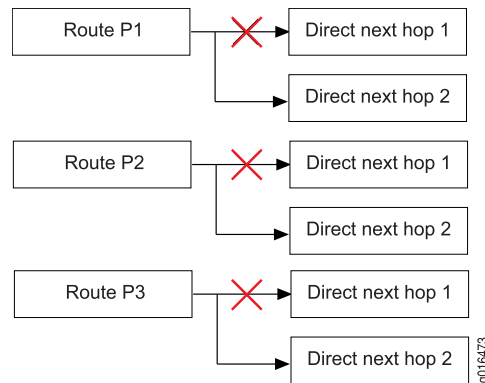 Route P1
Direct next hop 1
Direct next hop 2
Route P2
Direct next hop 1
Direct next hop 2
Route P3
Direct next hop 1
Direct next hop 2
g016473